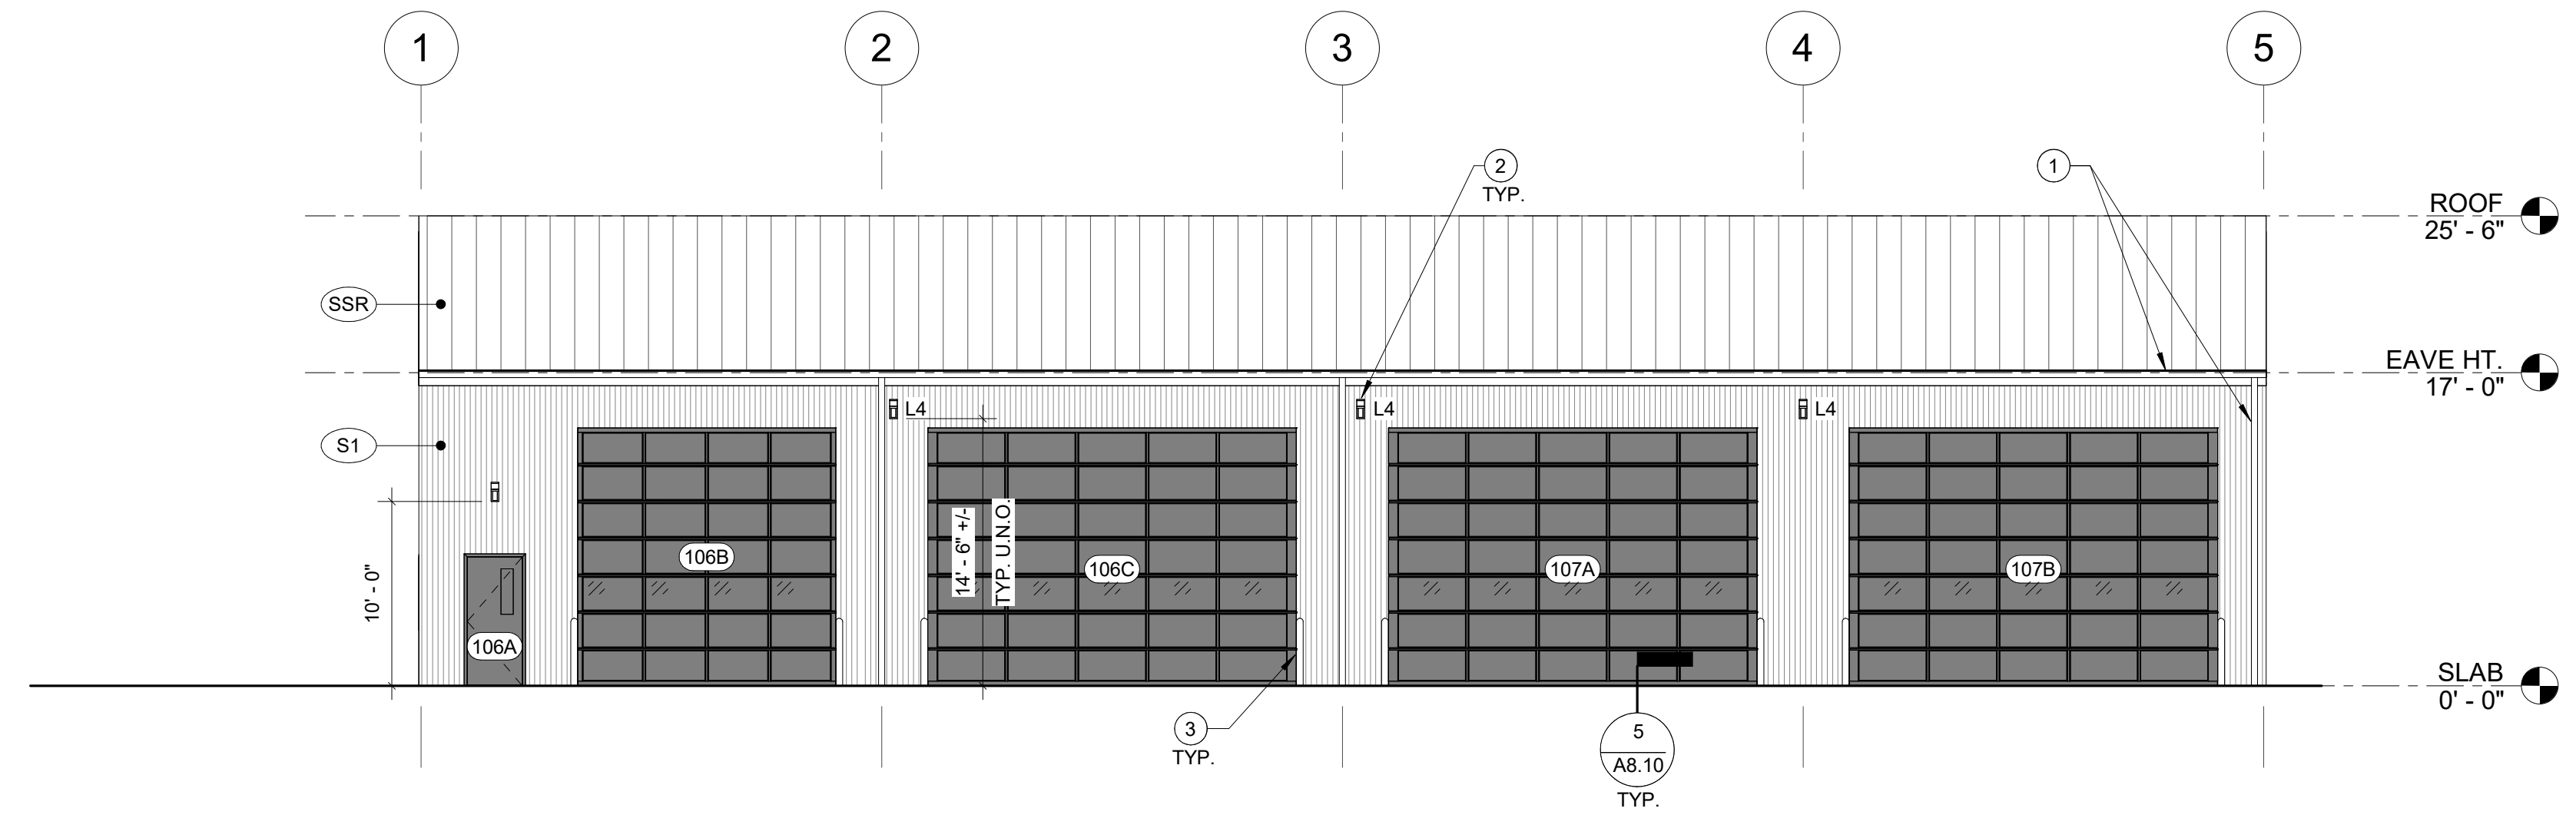 1
2
3
4
5
2
TYP.
1
ROOF
25' - 6"
SSR
EAVE HT.
17' - 0"
L4
L4
L4
S1
10' - 0"
14' - 6" +/-
TYP. U.N.O.
106A
106B
106C
107A
107B
SLAB
0' - 0"
3
TYP.
5
A8.10
TYP.